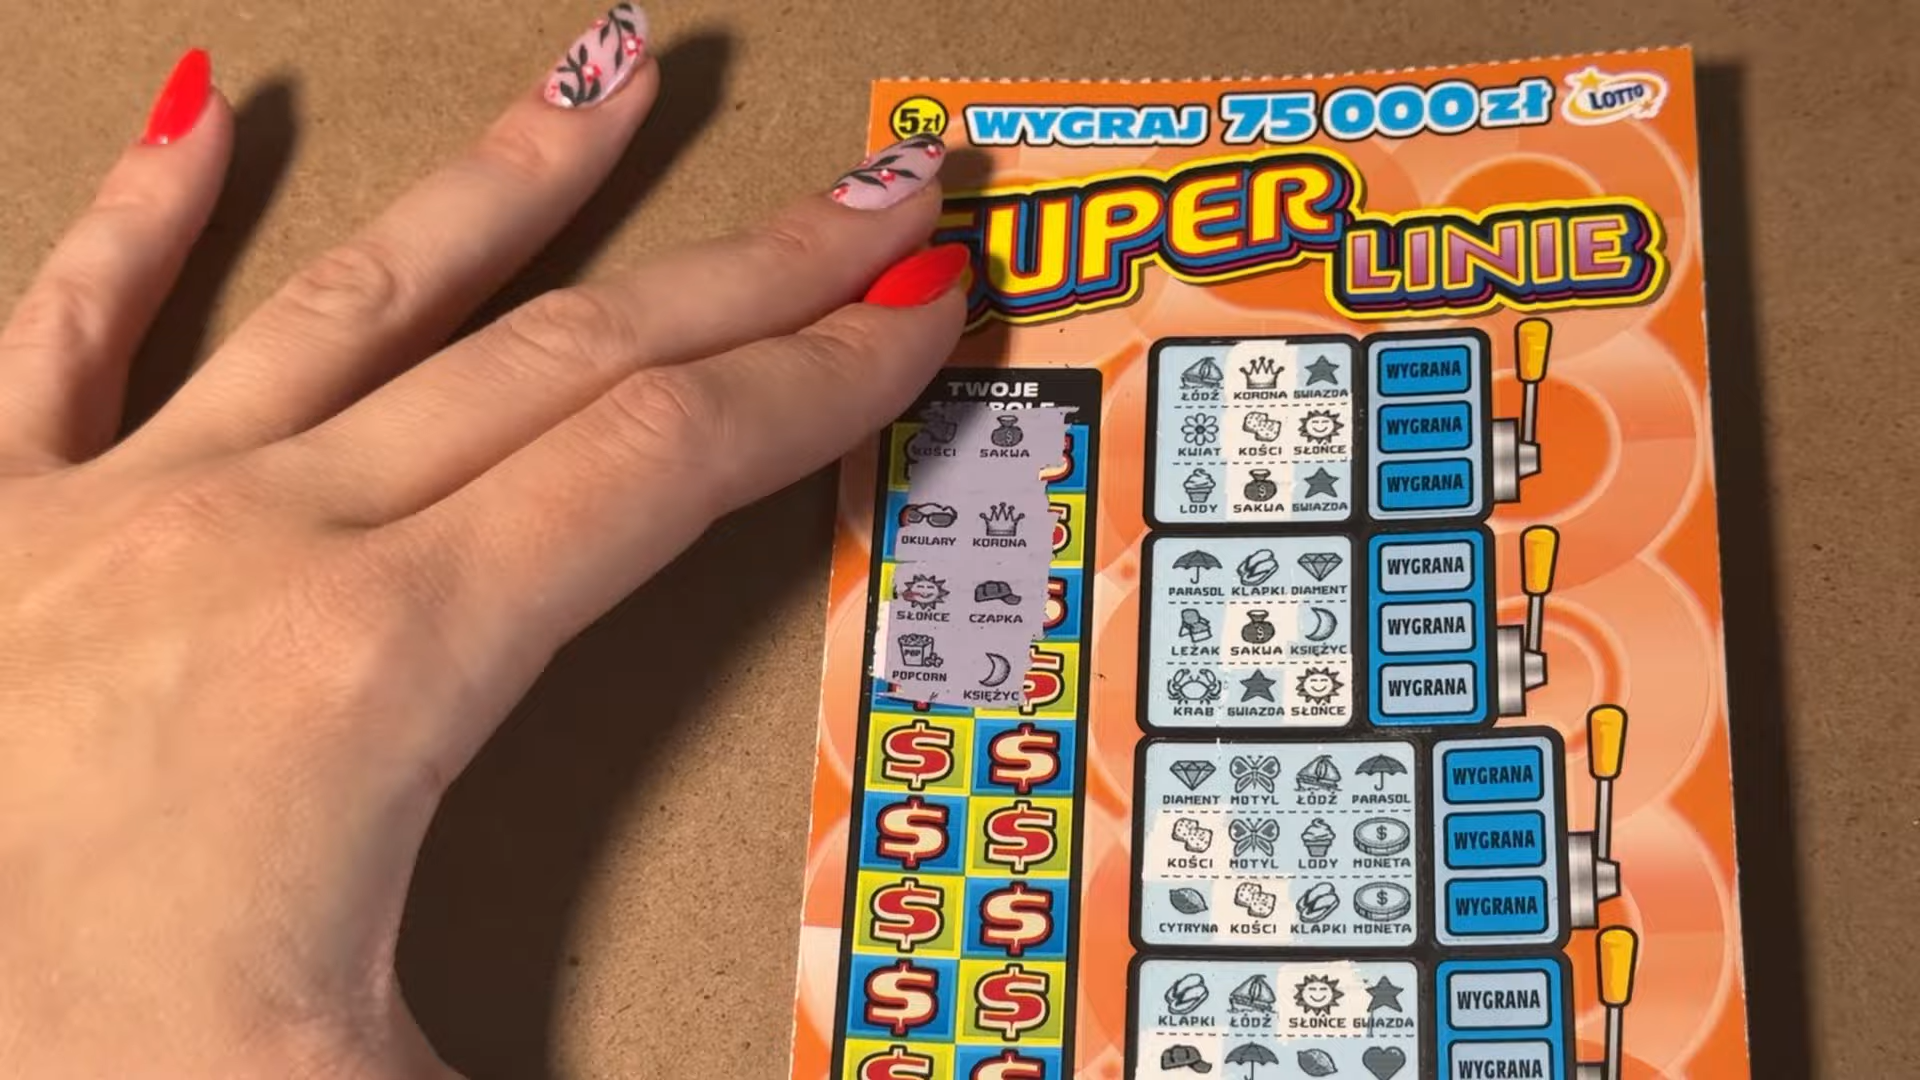 5zł WYGRAJ 75 000 zł LOTTO
SUPER LINIE
TWOJE
KOŚCI SAKWA
OKULARY KORONA
SŁOŃCE CZAPKA
POP
POPCORN KSIĘŻYC
ŁÓDŹ KORONA GWIAZDA WYGRANA
KWIAT KOŚCI SŁOŃCE WYGRANA
LODY SAKWA GWIAZDA WYGRANA
PARASOL KLAPKI DIAMENT WYGRANA
LEŻAK SAKWA KSIĘŻYC WYGRANA
KRAB GWIAZDA SŁOŃCE WYGRANA
DIAMENT MOTYL ŁÓDŹ PARASOL WYGRANA
KOŚCI MOTYL LODY MONETA WYGRANA
CYTRYNA KOŚCI KLAPKI MONETA WYGRANA
KLAPKI ŁÓDŹ SŁOŃCE GWIAZDA WYGRANA
WYGRANA